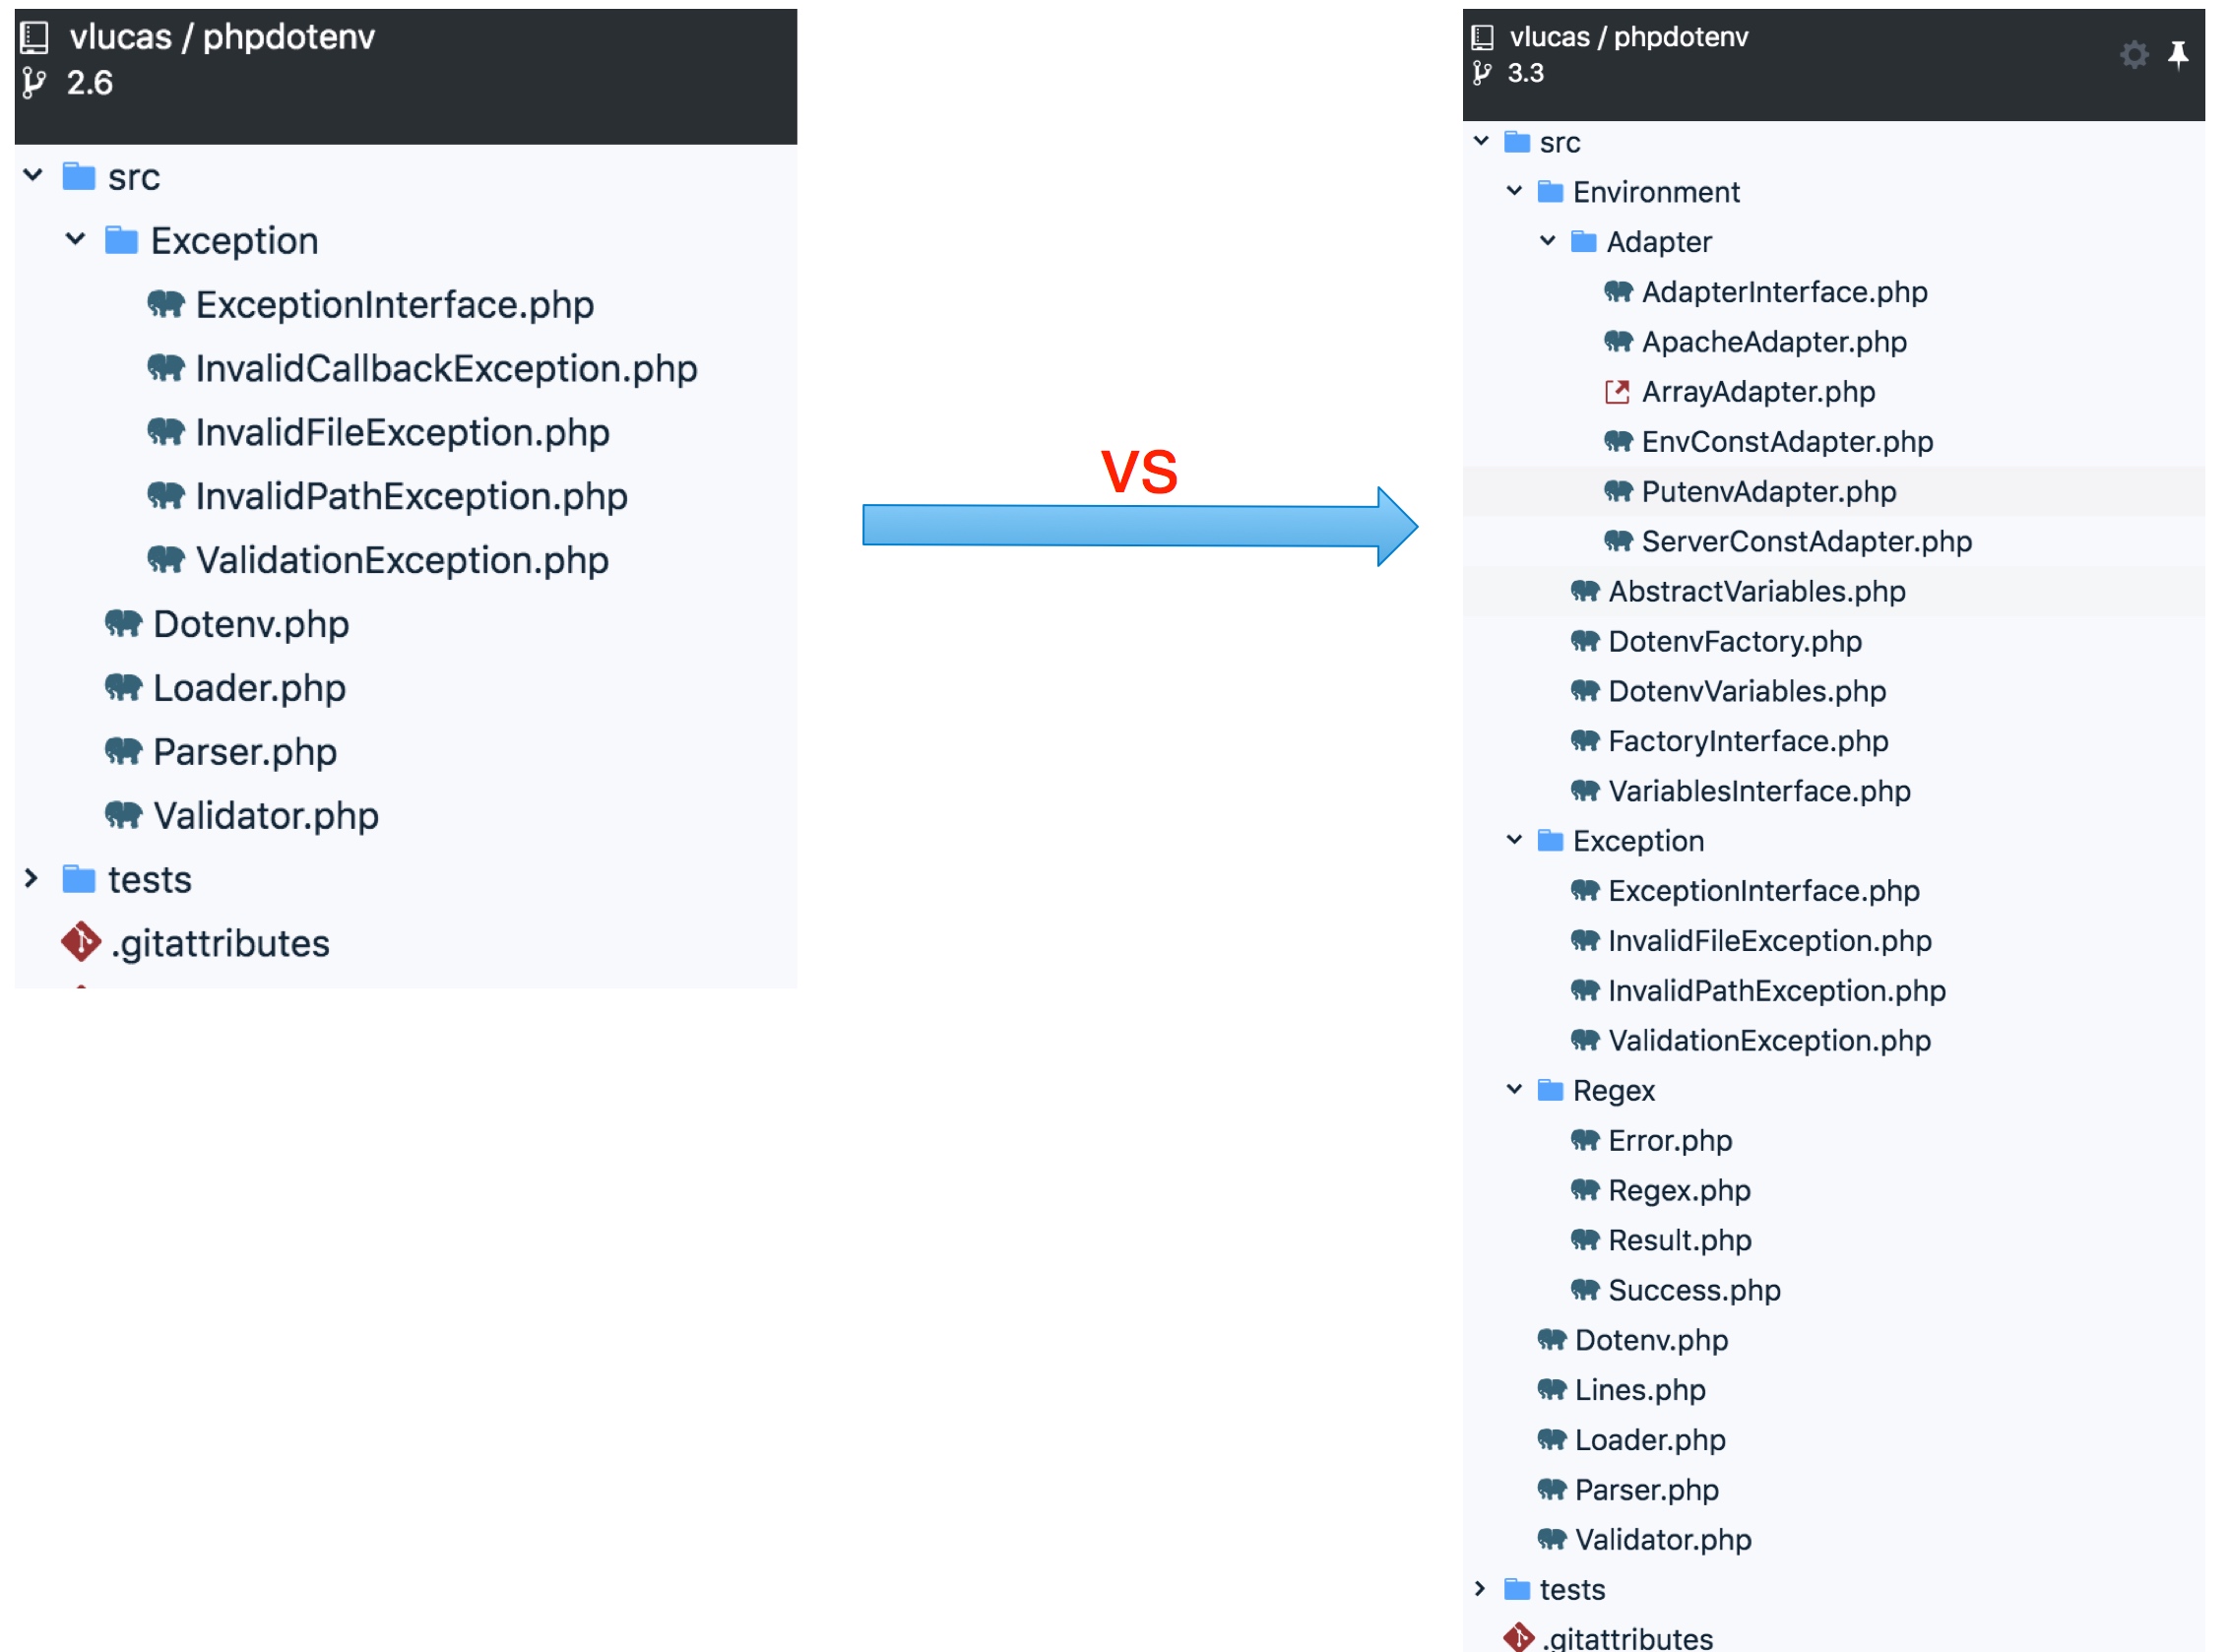 vlucas / phpdotenv
2.6
src
Exception
ExceptionInterface.php
InvalidCallbackException.php
InvalidFileException.php
InvalidPathException.php
ValidationException.php
Dotenv.php
Loader.php
Parser.php
Validator.php
tests
.gitattributes
VS
vlucas / phpdotenv
3.3
src
Environment
Adapter
AdapterInterface.php
ApacheAdapter.php
ArrayAdapter.php
EnvConstAdapter.php
PutenvAdapter.php
ServerConstAdapter.php
AbstractVariables.php
DotenvFactory.php
DotenvVariables.php
FactoryInterface.php
VariablesInterface.php
Exception
ExceptionInterface.php
InvalidFileException.php
InvalidPathException.php
ValidationException.php
Regex
Error.php
Regex.php
Result.php
Success.php
Dotenv.php
Lines.php
Loader.php
Parser.php
Validator.php
tests
.gitattributes